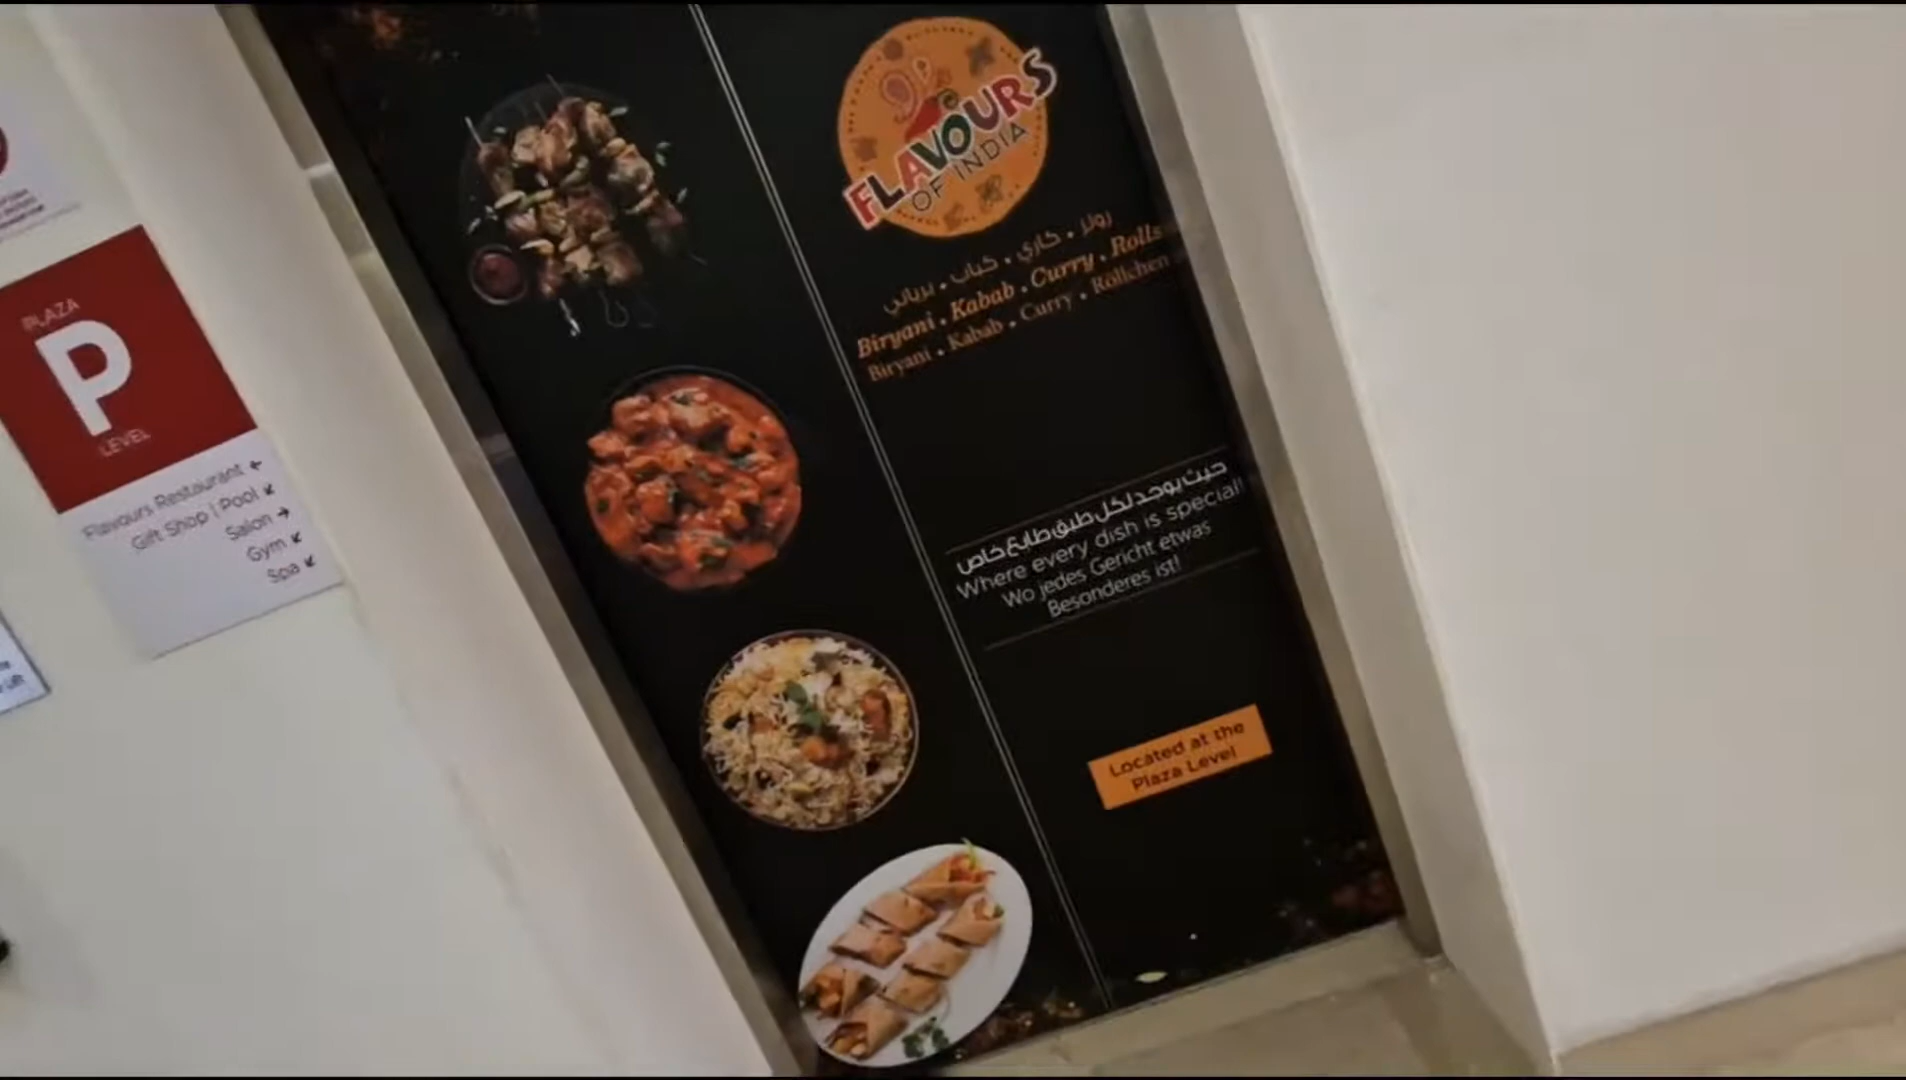 PLAZA
P
LEVEL
Flavours Restaurant ←
Gift Shop | Pool ↙
Salon →
Gym ↙
Spa ↙
FLAVOURS
OF INDIA
رولز • كاري • كباب • برياني
Biryani • Kabab • Curry • Rolls
Biryani • Kabab • Curry • Röllchen
حيث يوجد لكل طبق طابع خاص
Where every dish is special!
Wo jedes Gericht etwas
Besonderes ist!
Located at the
Plaza Level